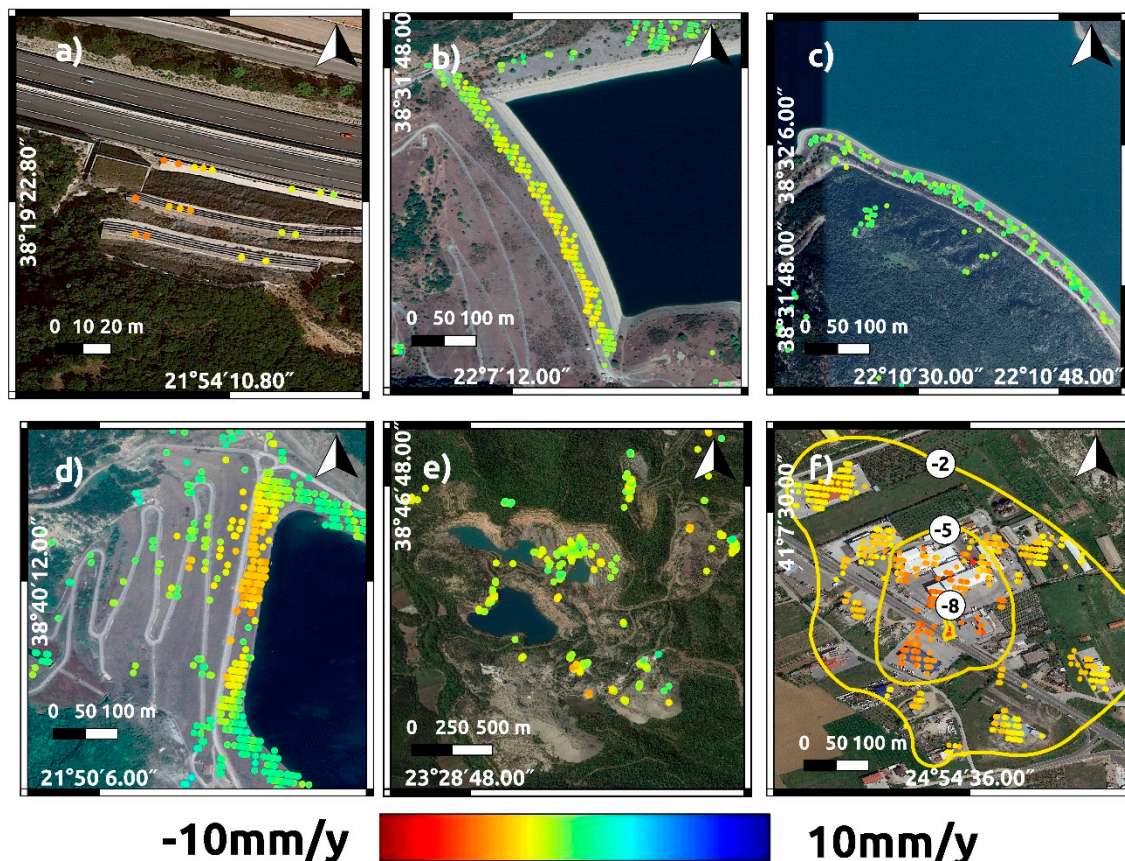 a)
38°19′22.80″
0 10 20 m
21°54′10.80″
b)
38°31′48.00″
0 50 100 m
22°7′12.00″
c)
38°32′6.00″
38°31′48.00″
0 50 100 m
22°10′30.00″ 22°10′48.00″
d)
38°40′12.00″
0 50 100 m
21°50′6.00″
e)
38°46′48.00″
0 250 500 m
23°28′48.00″
f)
41°7′30.00″
-2
-5
-8
0 50 100 m
24°54′36.00″
-10mm/y 10mm/y